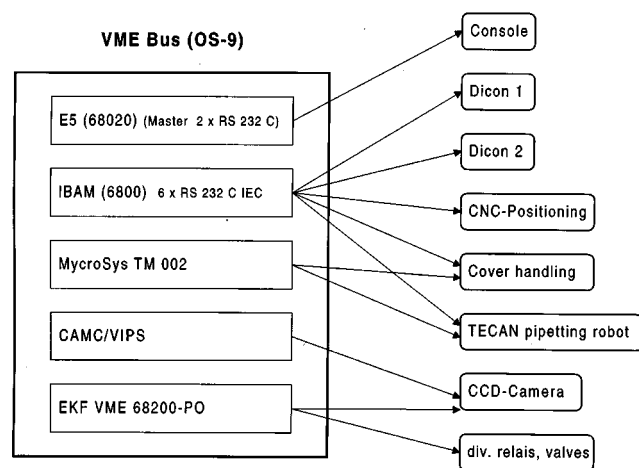 VME Bus (OS-9)
E5 (68020) (Master 2 x RS 232 C)
IBAM (6800) 6 x RS 232 C IEC
MycroSys TM 002
CAMC/VIPS
EKF VME 68200-PO
Console
Dicon 1
Dicon 2
CNC-Positioning
Cover handling
TECAN pipetting robot
CCD-Camera
div. relais, valves